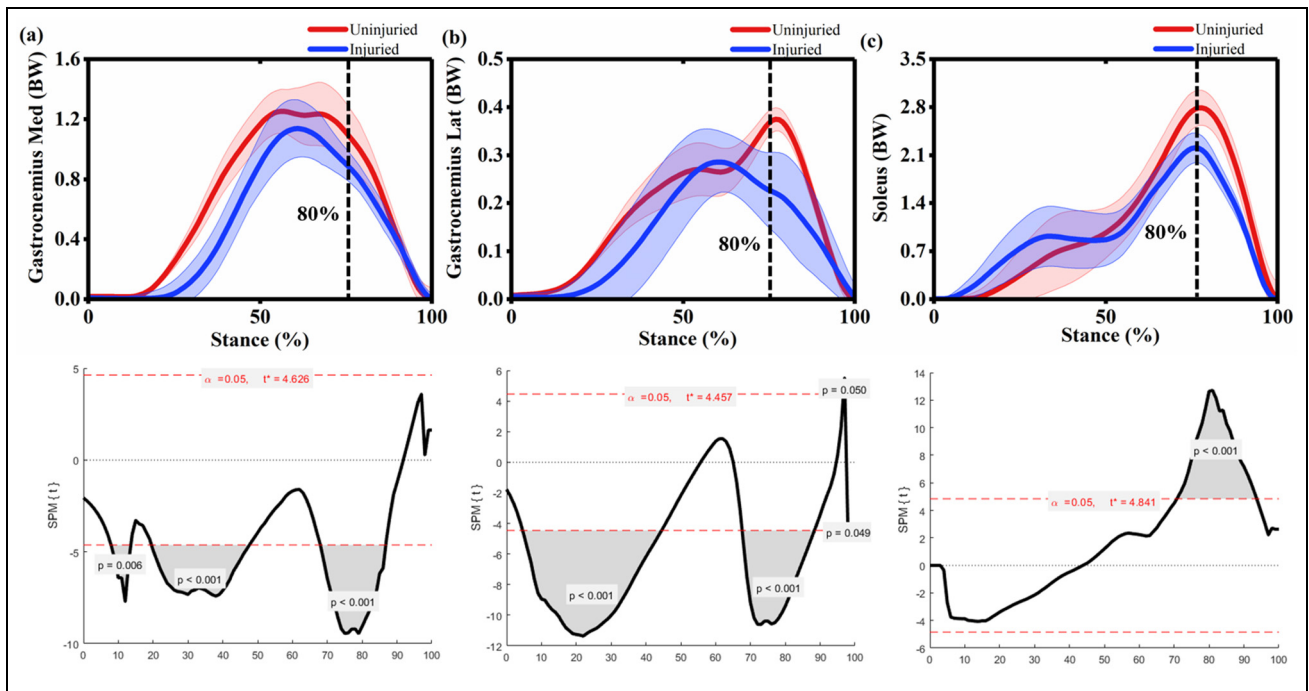 (a)
Uninjuried
Injuried
Gastrocnemius Med (BW)
1.6
1.2
0.8
0.4
0.0
80%
0
50
100
Stance (%)
(b)
Uninjuried
Injuried
Gastrocnemius Lat (BW)
0.5
0.4
0.3
0.2
0.1
0.0
80%
0
50
100
Stance (%)
(c)
Uninjuried
Injuried
Soleus (BW)
3.5
2.8
2.1
1.4
0.7
0.0
80%
0
50
100
Stance (%)
SPM{t}
5
0
-5
-10
α =0.05, t* = 4.626
p = 0.006
p < 0.001
p < 0.001
0 10 20 30 40 50 60 70 80 90 100
SPM{t}
6
4
2
0
-2
-4
-6
-8
-10
-12
α =0.05, t* = 4.457
p = 0.050
p = 0.049
p < 0.001
p < 0.001
0 10 20 30 40 50 60 70 80 90 100
SPM{t}
14
12
10
8
6
4
2
0
-2
-4
-6
p < 0.001
α =0.05, t* = 4.841
0 10 20 30 40 50 60 70 80 90 100